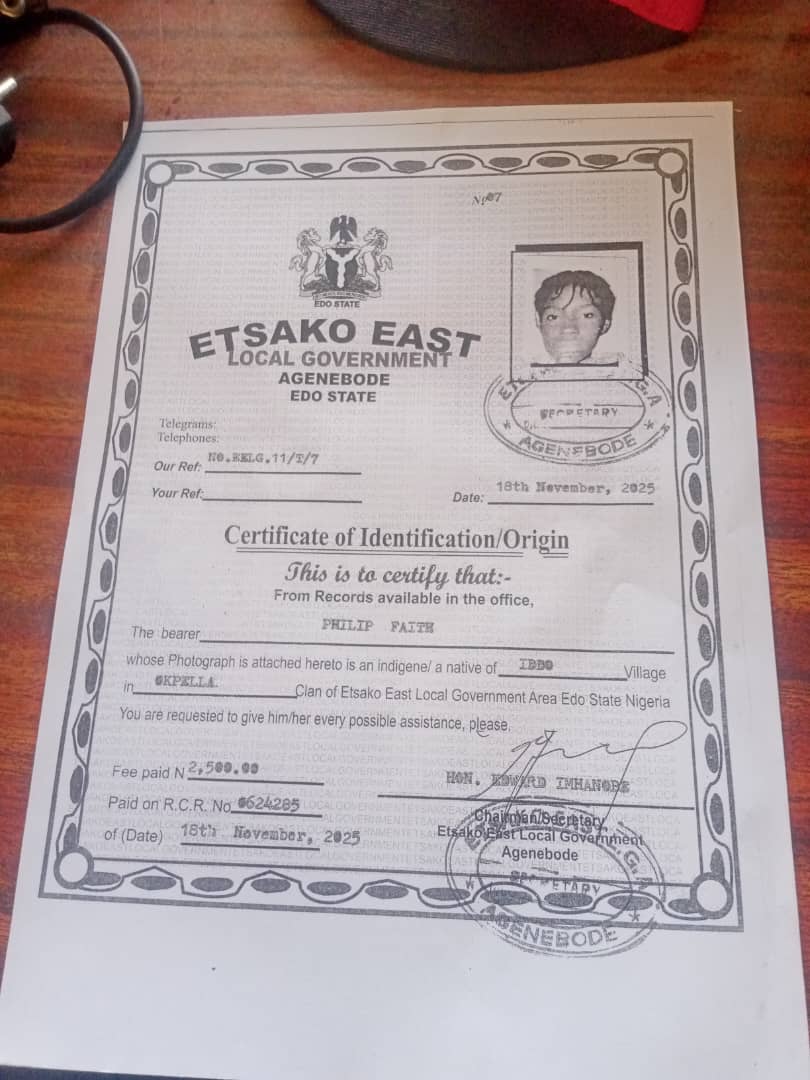 No 07
EDO STATE
ETSAKO EAST
LOCAL GOVERNMENT
AGENEBODE
EDO STATE
SECRETARY
AGENEBODE
Telegrams:
Telephones:
Our Ref: NO.EELG.11/T/7
Your Ref:
Date: 18th November, 2025
Certificate of Identification/Origin
This is to certify that:-
From Records available in the office,
The bearer PHILIP FAITH
whose Photograph is attached hereto is an indigene/ a native of IDDO Village
in OKPELLA Clan of Etsako East Local Government Area Edo State Nigeria
You are requested to give him/her every possible assistance, please.
Fee paid N 2,500.00
HON. EDWARD IMHANOBE
Paid on R.C.R. No 0624285
Chairman/Secretary
of (Date) 18th November, 2025
Etsako East Local Government
Agenebode
SECRETARY
AGENEBODE